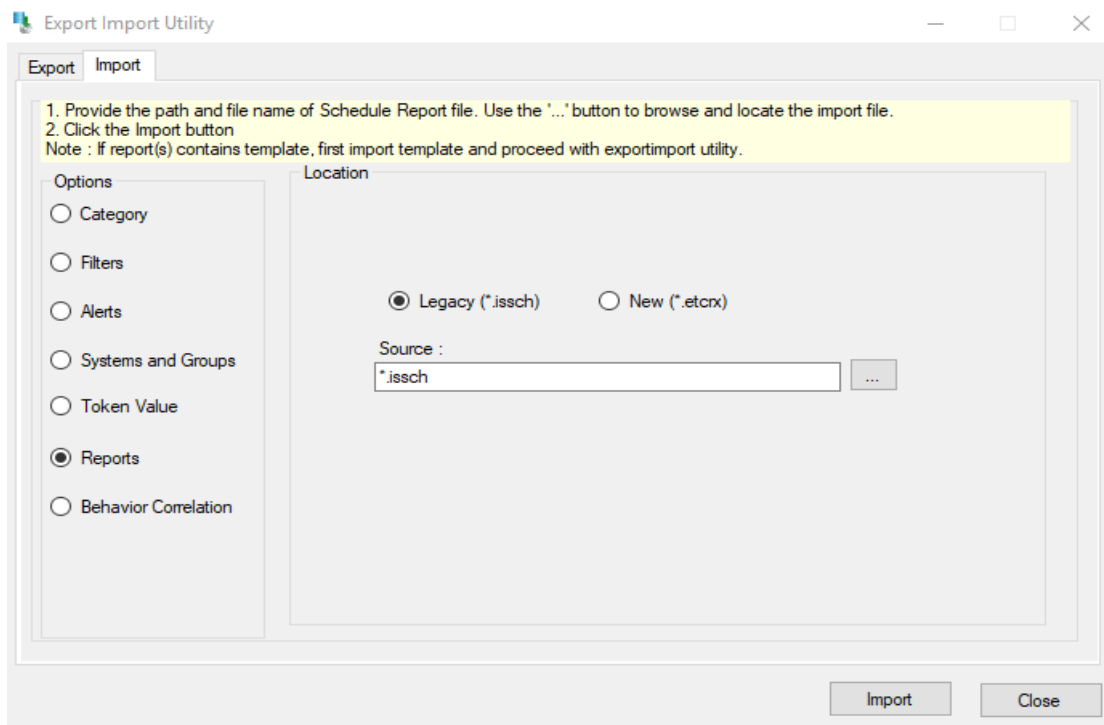 Export Import Utility
Export
Import
1. Provide the path and file name of Schedule Report file. Use the '...' button to browse and locate the import file.
2. Click the Import button
Note : If report(s) contains template, first import template and proceed with exportimport utility.
Options
Category
Filters
Alerts
Systems and Groups
Token Value
Reports
Behavior Correlation
Location
Legacy (*.issch)
New (*.etcrx)
Source :
*.issch
...
Import
Close